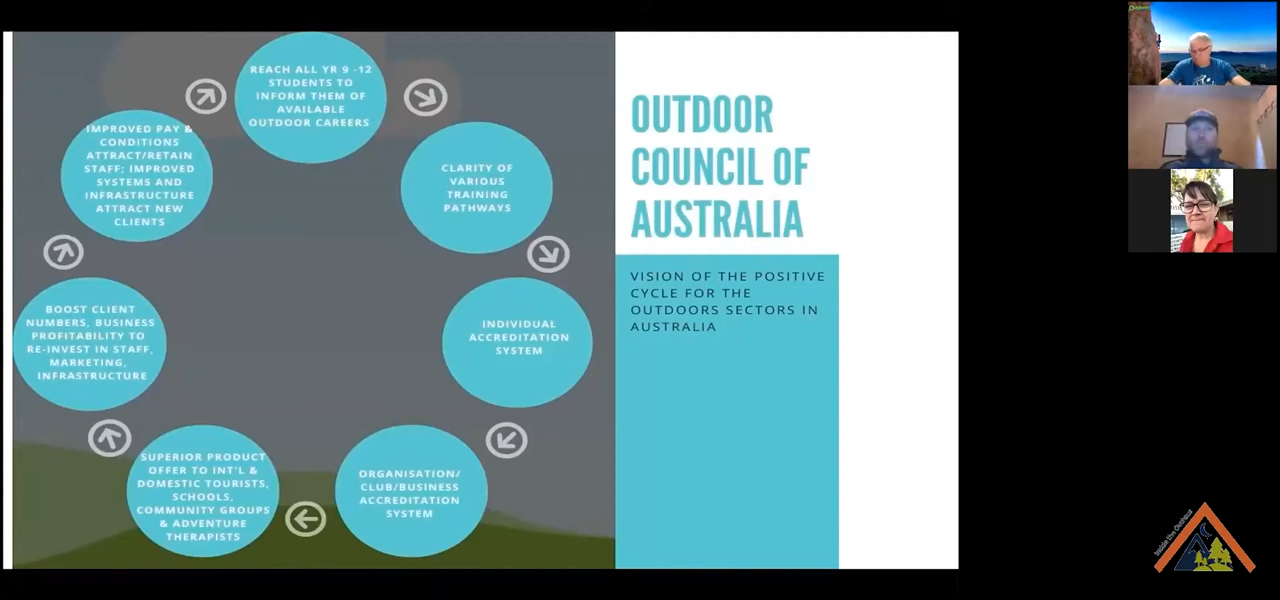 REACH ALL YR 9 -12
STUDENTS TO
INFORM THEM OF
AVAILABLE
OUTDOOR CAREERS
CLARITY OF
VARIOUS
TRAINING
PATHWAYS
INDIVIDUAL
ACCREDITATION
SYSTEM
ORGANISATION/
CLUB/BUSINESS
ACCREDITATION
SYSTEM
SUPERIOR PRODUCT
OFFER TO INT'L &
DOMESTIC TOURISTS,
SCHOOLS,
COMMUNITY GROUPS
& ADVENTURE
THERAPISTS
BOOST CLIENT
NUMBERS, BUSINESS
PROFITABILITY TO
RE-INVEST IN STAFF,
MARKETING,
INFRASTRUCTURE
IMPROVED PAY &
CONDITIONS
ATTRACT/RETAIN
STAFF; IMPROVED
SYSTEMS AND
INFRASTRUCTURE
ATTRACT NEW
CLIENTS
OUTDOOR
COUNCIL OF
AUSTRALIA
VISION OF THE POSITIVE
CYCLE FOR THE
OUTDOORS SECTORS IN
AUSTRALIA
Inside the